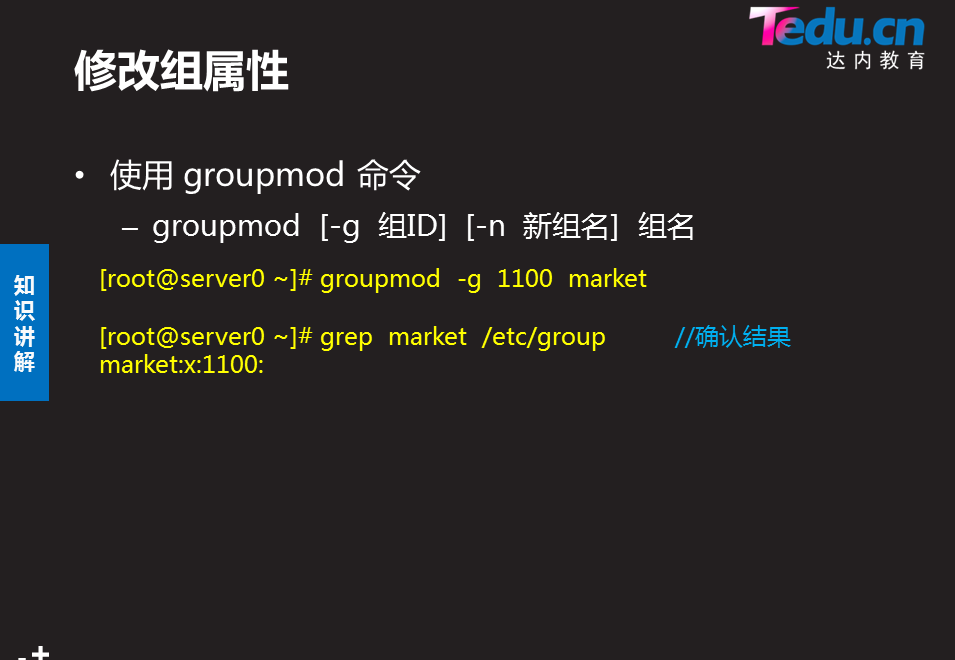 Tedu.cn
达内教育
修改组属性
• 使用 groupmod 命令
– groupmod [-g 组ID] [-n 新组名] 组名
[root@server0 ~]# groupmod -g 1100 market
[root@server0 ~]# grep market /etc/group //确认结果
market:x:1100:
知识讲解